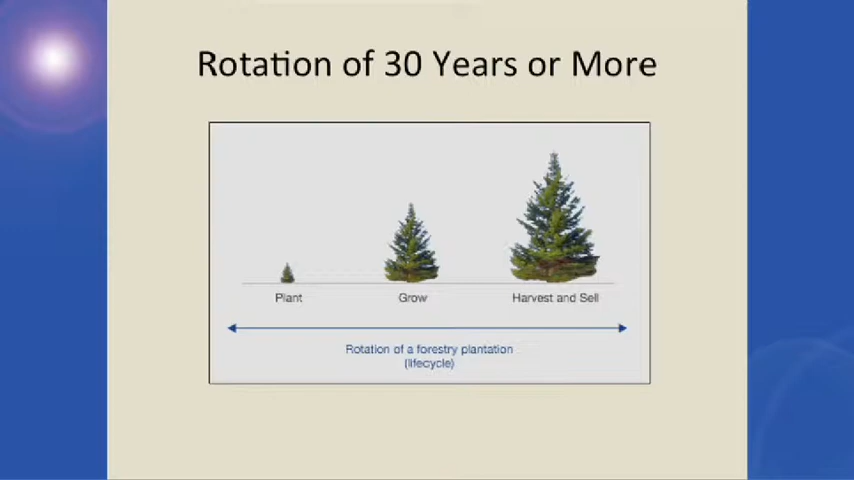 Rotation of 30 Years or More
Plant Grow Harvest and Sell
Rotation of a forestry plantation
(lifecycle)